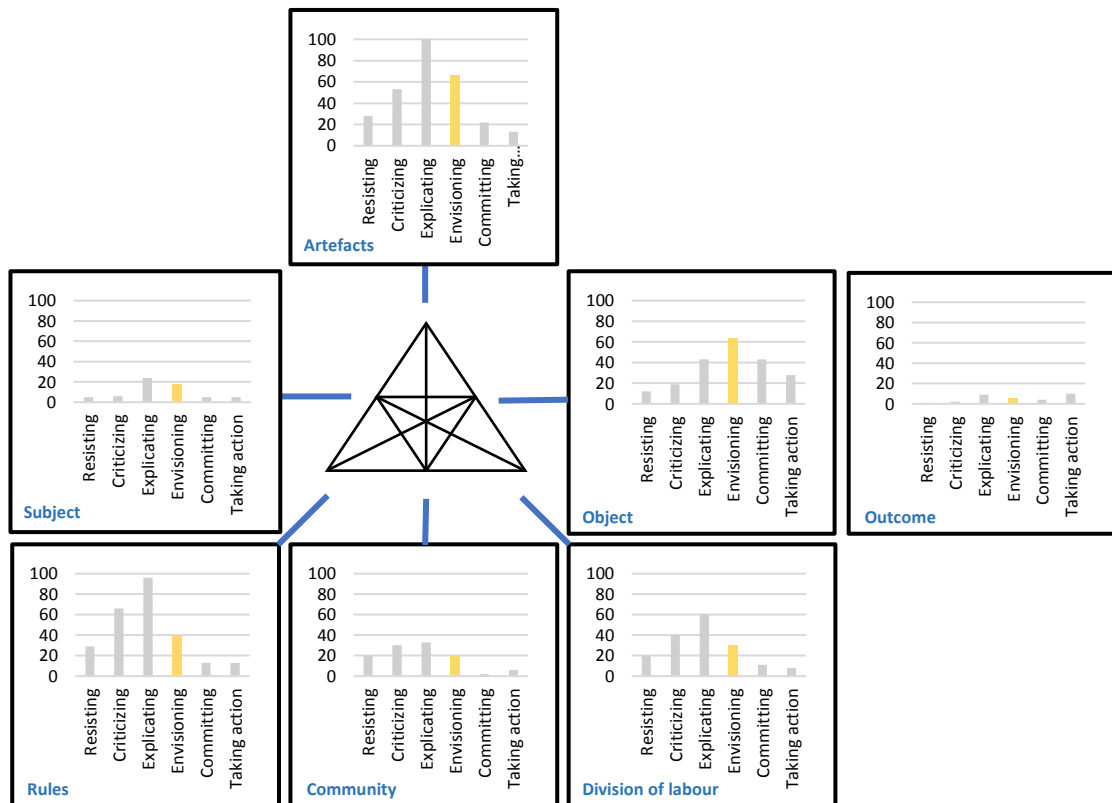 100
80
60
40
20
0
Resisting
Criticizing
Explicating
Envisioning
Committing
Taking…
Artefacts
100
80
60
40
20
0
Resisting
Criticizing
Explicating
Envisioning
Committing
Taking action
Subject
100
80
60
40
20
0
Resisting
Criticizing
Explicating
Envisioning
Committing
Taking action
Object
100
80
60
40
20
0
Resisting
Criticizing
Explicating
Envisioning
Committing
Taking action
Outcome
100
80
60
40
20
0
Resisting
Criticizing
Explicating
Envisioning
Committing
Taking action
Rules
100
80
60
40
20
0
Resisting
Criticizing
Explicating
Envisioning
Committing
Taking action
Community
100
80
60
40
20
0
Resisting
Criticizing
Explicating
Envisioning
Committing
Taking action
Division of labour